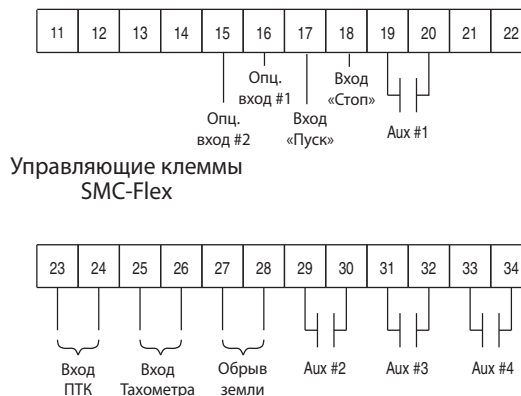 11 12 13 14 15 16 17 18 19 20 21 22
Опц.
вход #1
Вход
«Стоп»
Опц.
вход #2
Вход
«Пуск»
Aux #1
Управляющие клеммы
SMC-Flex
23 24 25 26 27 28 29 30 31 32 33 34
Вход
ПТК
Вход
Тахометра
Обрыв
земли
Aux #2
Aux #3
Aux #4